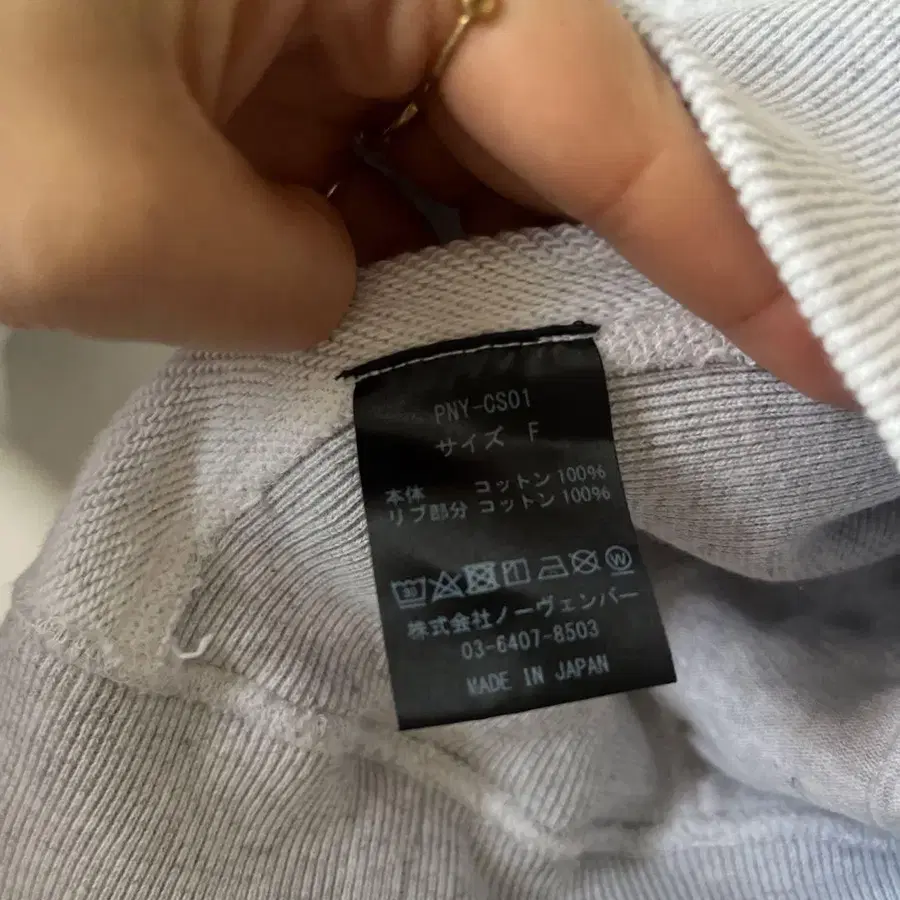 PNY-CS01
サイズ F
本体 コットン 100%
リブ部分 コットン 100%
30 W
株式会社ノーヴェンバー
03-6407-8503
MADE IN JAPAN